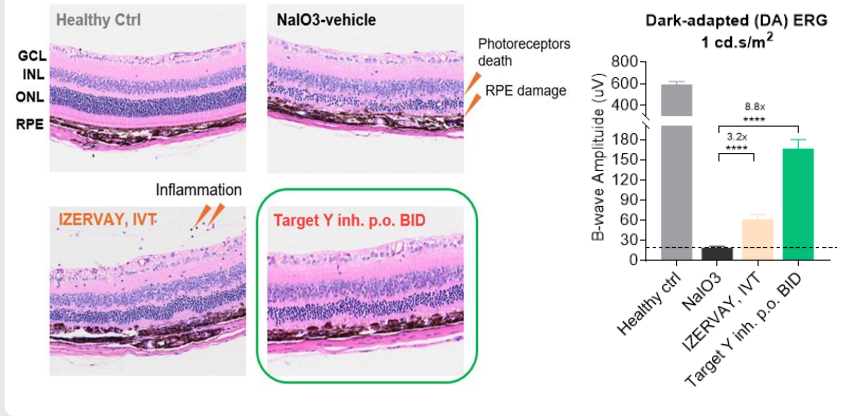 Healthy Ctrl
NaIO3-vehicle
GCL
INL
ONL
RPE
Photoreceptors
death
RPE damage
Inflammation
IZERVAY, IVT
Target Y inh. p.o. BID
Dark-adapted (DA) ERG
1 cd.s/m²
B-wave Amplituide (uV)
800
600
400
180
150
120
90
60
30
0
8.8x
****
3.2x
****
Healthy ctrl
NaIO3
IZERVAY, IVT
Target Y inh. p.o. BID